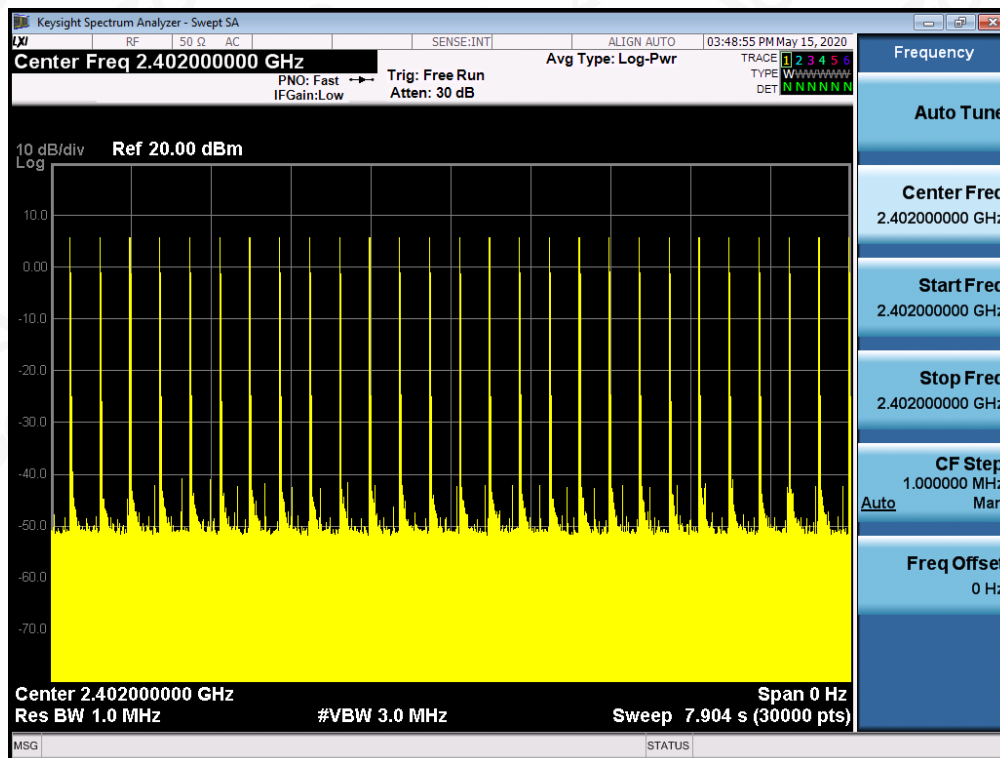 Keysight Spectrum Analyzer - Swept SA
LXI RF 50 Ω AC SENSE:INT ALIGN AUTO 03:48:55 PM May 15, 2020
Center Freq 2.402000000 GHz
PNO: Fast
IFGain:Low
Trig: Free Run
Atten: 30 dB
Avg Type: Log-Pwr
TRACE 1 2 3 4 5 6
TYPE W W W W W W
DET N N N N N N
10 dB/div Ref 20.00 dBm
Log
10.0
0.00
-10.0
-20.0
-30.0
-40.0
-50.0
-60.0
-70.0
Center 2.402000000 GHz Span 0 Hz
Res BW 1.0 MHz #VBW 3.0 MHz Sweep 7.904 s (30000 pts)
MSG STATUS
Frequency
Auto Tune
Center Freq
2.402000000 GHz
Start Freq
2.402000000 GHz
Stop Freq
2.402000000 GHz
CF Step
1.000000 MHz
Auto Man
Freq Offset
0 Hz